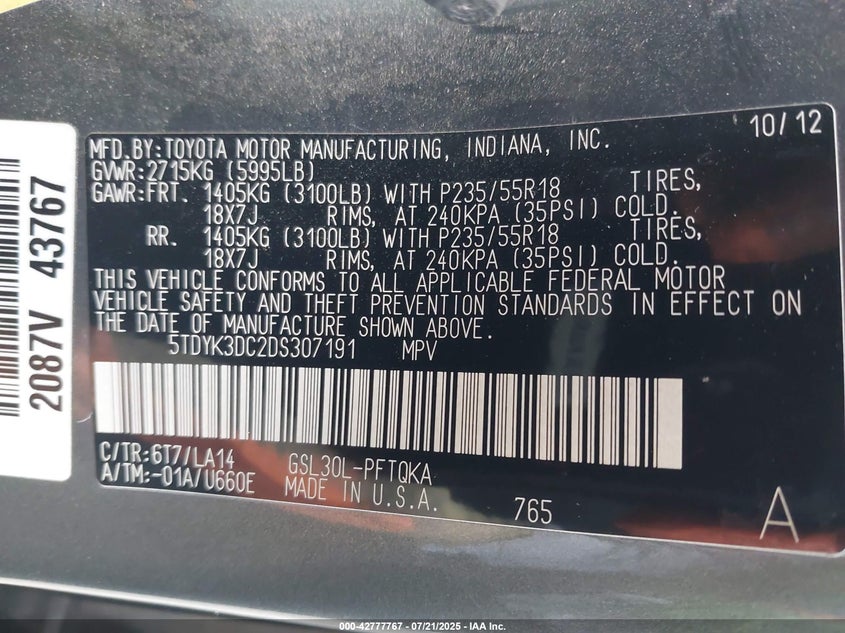 10/12
MFD.BY:TOYOTA MOTOR MANUFACTURING, INDIANA, INC.
GVWR:2715KG (5995LB)
GAWR:FRT. 1405KG (3100LB) WITH P235/55R18 TIRES,
18X7J RIMS, AT 240KPA (35PSI) COLD.
RR. 1405KG (3100LB) WITH P235/55R18 TIRES,
18X7J RIMS, AT 240KPA (35PSI) COLD.
THIS VEHICLE CONFORMS TO ALL APPLICABLE FEDERAL MOTOR
VEHICLE SAFETY AND THEFT PREVENTION STANDARDS IN EFFECT ON
THE DATE OF MANUFACTURE SHOWN ABOVE.
5TDYK3DC2DS307191 MPV
C/TR:6T7/LA14 GSL30L-PFTQKA
A/TM:-01A/U660E MADE IN U.S.A.
765
A
2087V 43767
000-42777767 - 07/21/2025 - IAA Inc.